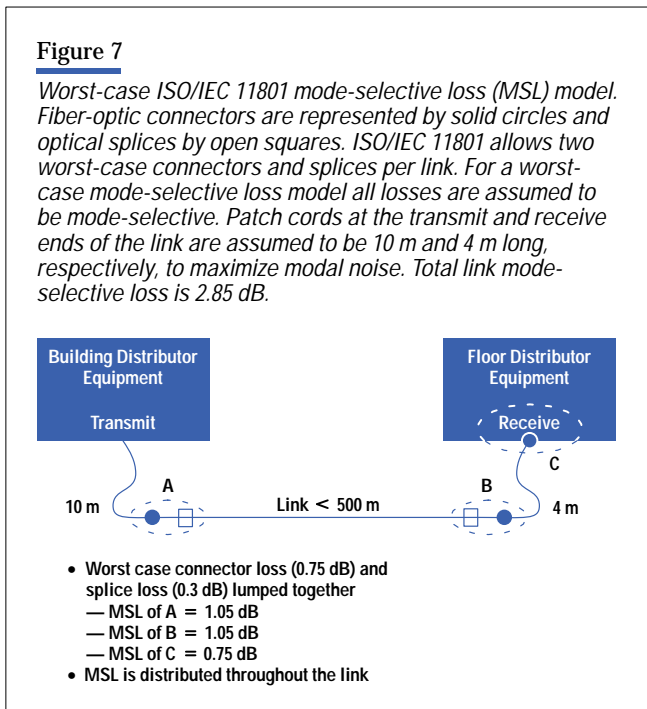 Figure 7
Worst-case ISO/IEC 11801 mode-selective loss (MSL) model.
Fiber-optic connectors are represented by solid circles and
optical splices by open squares. ISO/IEC 11801 allows two
worst-case connectors and splices per link. For a worst-
case mode-selective loss model all losses are assumed to
be mode-selective. Patch cords at the transmit and receive
ends of the link are assumed to be 10 m and 4 m long,
respectively, to maximize modal noise. Total link mode-
selective loss is 2.85 dB.
Building Distributor
Equipment
Transmit
Floor Distributor
Equipment
Receive
C
A
B
10 m
Link < 500 m
4 m
• Worst case connector loss (0.75 dB) and
splice loss (0.3 dB) lumped together
— MSL of A = 1.05 dB
— MSL of B = 1.05 dB
— MSL of C = 0.75 dB
• MSL is distributed throughout the link